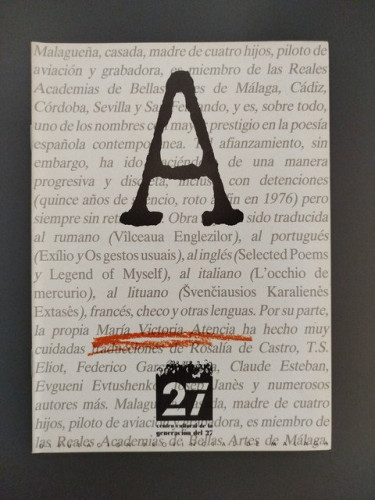 Malagueña, casada, madre de cuatro hijos, piloto de
aviación y grabadora, es miembro de las Reales
Academias de Bellas Artes de Málaga, Cádiz,
Córdoba, Sevilla y San Fernando, y es, sobre todo,
uno de los nombres con mayor prestigio en la poesía
española contemporánea. Su afianzamiento, sin
embargo, ha ido haciéndose de una manera
progresiva y discreta, incluso con detenciones
(quince años de silencio, roto al fin en 1976) pero
siempre sin retroceso. Obra suya ha sido traducida
al rumano (Vilceaua Englezilor), al portugués
(Exílio y Os gestos usuais), al inglés (Selected Poems
y Legend of Myself), al italiano (L'occhio de
mercurio), al lituano (Švenčiausios Karalienės
Extasès), francés, checo y otras lenguas. Por su parte,
la propia María Victoria Atencia ha hecho muy
cuidadas traducciones de Rosalía de Castro, T.S.
Eliot, Federico García Claude Esteban,
Evgueni Evtushenko, Josep Janès y numerosos
autores más. Malagueña, casada, madre de cuatro
hijos, piloto de aviación y grabadora, es miembro de
las Reales Academias de Bellas Artes de Málaga,
A
27
centro cultural de la
generación del 27